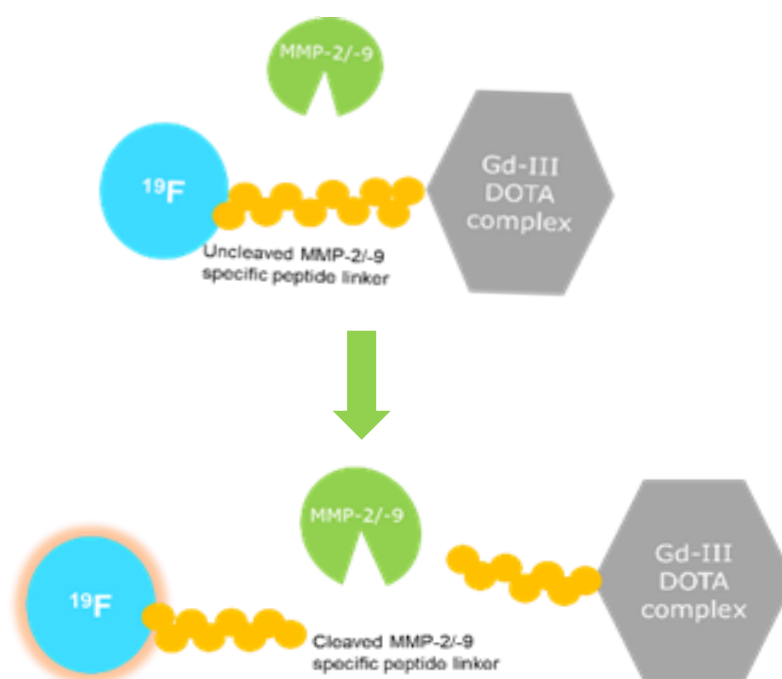 MMP-2/-9
¹⁹F
Gd-III
DOTA
complex
Uncleaved MMP-2/-9
specific peptide linker
MMP-2/-9
¹⁹F
Gd-III
DOTA
complex
Cleaved MMP-2/-9
specific peptide linker